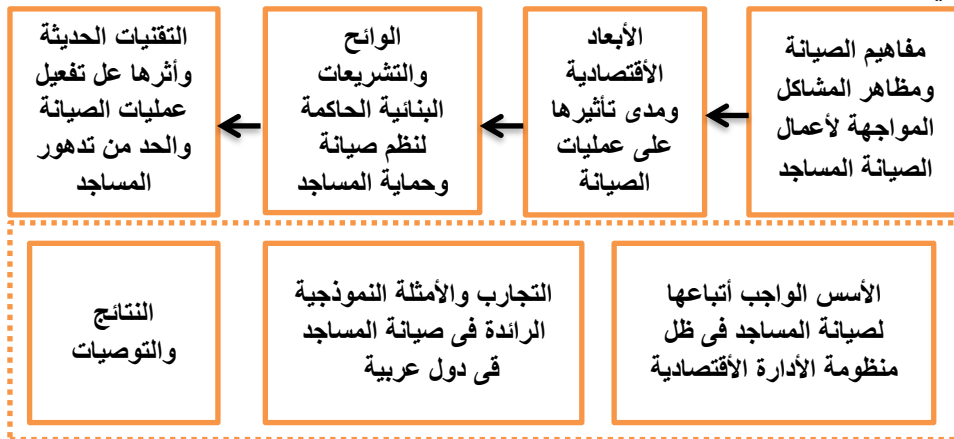 مفاهيم الصيانة
ومظاهر المشاكل
المواجهة لأعمال
الصيانة المساجد
الأبعاد
الأقتصادية
ومدى تأثيرها
على عمليات
الصيانة
الوائح
والتشريعات
البنائية الحاكمة
لنظم صيانة
وحماية المساجد
التقنيات الحديثة
وأثرها عل تفعيل
عمليات الصيانة
والحد من تدهور
المساجد
الأسس الواجب أتباعها
لصيانة المساجد فى ظل
منظومة الأدارة الأقتصادية
التجارب والأمثلة النموذجية
الرائدة فى صيانة المساجد
قى دول عربية
النتائج
والتوصيات